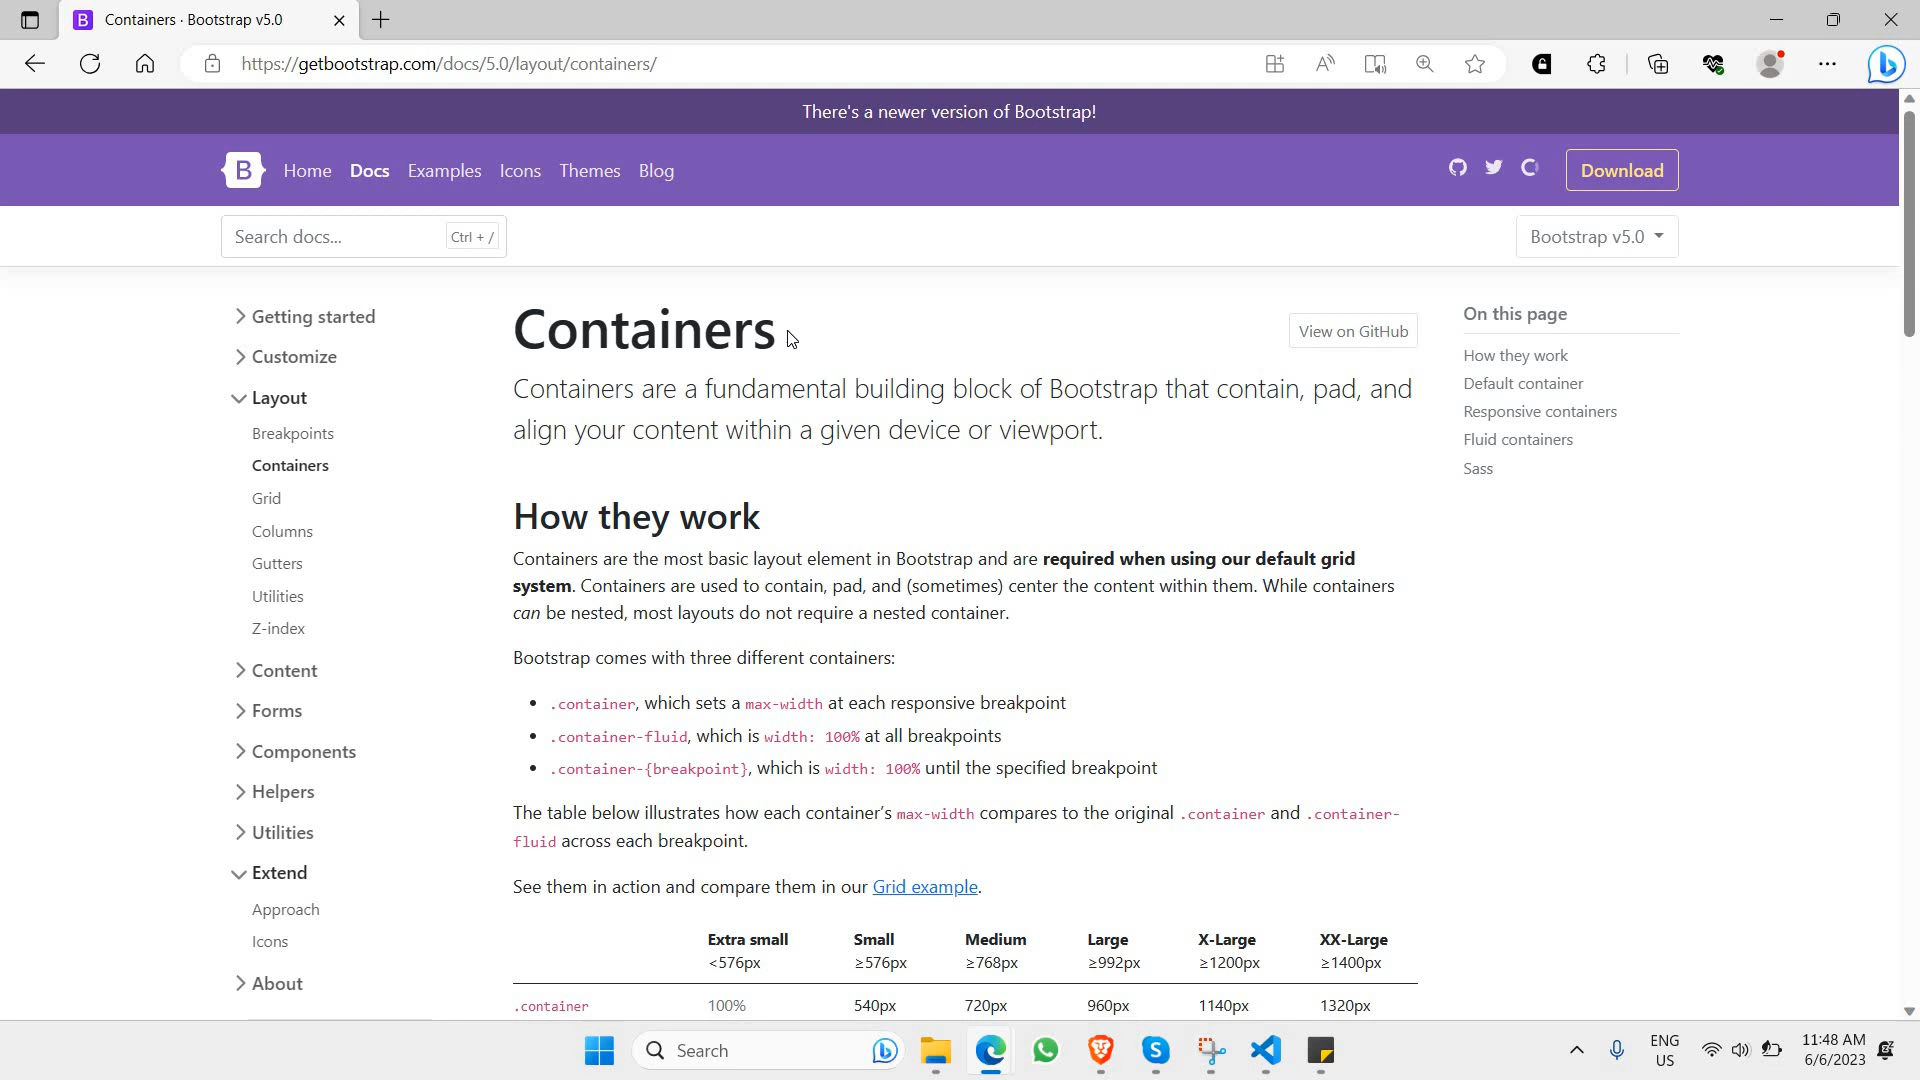 Containers · Bootstrap v5.0
https://getbootstrap.com/docs/5.0/layout/containers/
There's a newer version of Bootstrap!
B Home Docs Examples Icons Themes Blog Download
Search docs... Ctrl + / Bootstrap v5.0
Getting started
Customize
Layout
Breakpoints
Containers
Grid
Columns
Gutters
Utilities
Z-index
Content
Forms
Components
Helpers
Utilities
Extend
Approach
Icons
About
Containers
View on GitHub
Containers are a fundamental building block of Bootstrap that contain, pad, and
align your content within a given device or viewport.
How they work
Containers are the most basic layout element in Bootstrap and are required when using our default grid
system. Containers are used to contain, pad, and (sometimes) center the content within them. While containers
can be nested, most layouts do not require a nested container.
Bootstrap comes with three different containers:
• .container, which sets a max-width at each responsive breakpoint
• .container-fluid, which is width: 100% at all breakpoints
• .container-{breakpoint}, which is width: 100% until the specified breakpoint
The table below illustrates how each container's max-width compares to the original .container and .container-
fluid across each breakpoint.
See them in action and compare them in our Grid example.
Extra small Small Medium Large X-Large XX-Large
<576px ≥576px ≥768px ≥992px ≥1200px ≥1400px
.container 100% 540px 720px 960px 1140px 1320px
On this page
How they work
Default container
Responsive containers
Fluid containers
Sass
Search
ENG
US
11:48 AM
6/6/2023